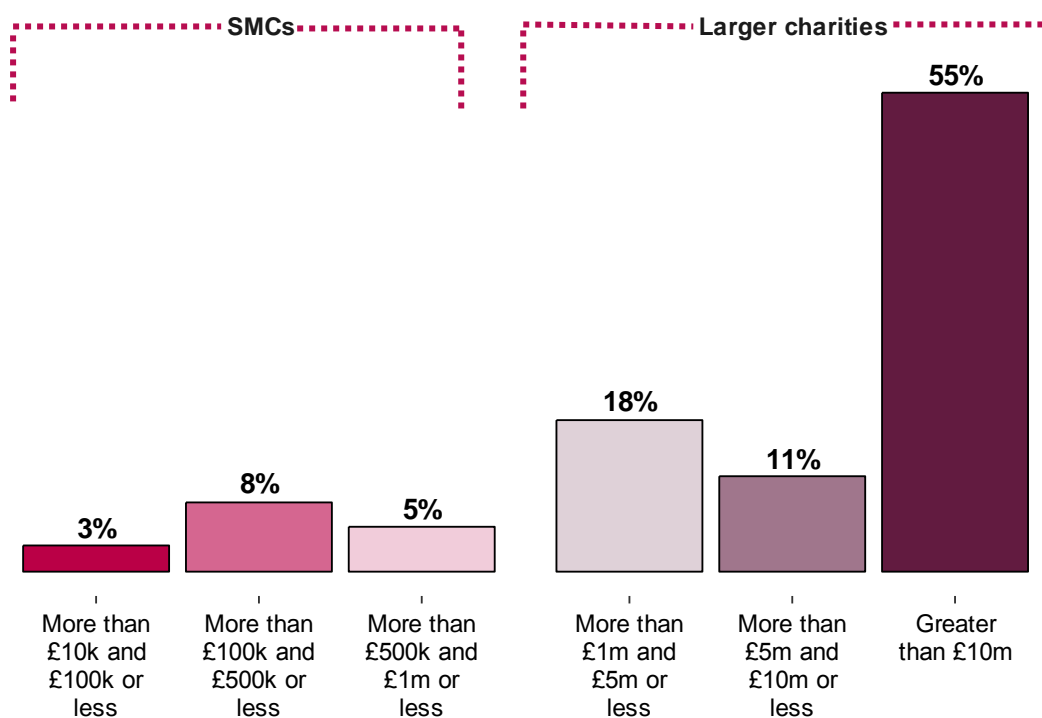 SMCs
Larger charities
55%
18%
11%
8%
5%
3%
More than
£10k and
£100k or
less
More than
£100k and
£500k or
less
More than
£500k and
£1m or
less
More than
£1m and
£5m or
less
More than
£5m and
£10m or
less
Greater
than £10m